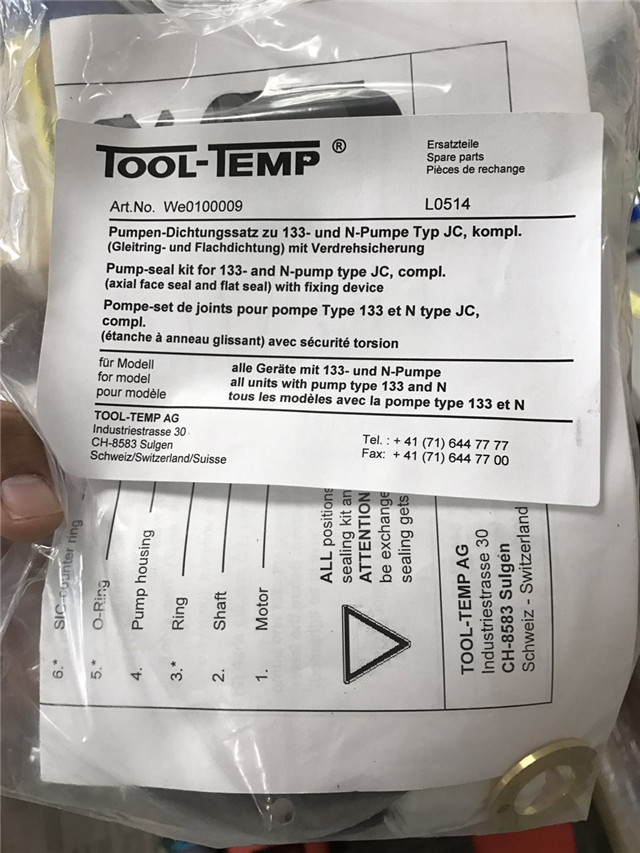 TOOL-TEMP ®
Ersatzteile
Spare parts
Pièces de rechange
Art.No. We0100009
L0514
Pumpen-Dichtungssatz zu 133- und N-Pumpe Typ JC, kompl.
(Gleitring- und Flachdichtung) mit Verdrehsicherung
Pump-seal kit for 133- and N-pump type JC, compl.
(axial face seal and flat seal) with fixing device
Pompe-set de joints pour pompe Type 133 et N type JC,
compl.
(étanche à anneau glissant) avec sécurité torsion
für Modell
for model
pour modèle
alle Geräte mit 133- und N-Pumpe
all units with pump type 133 and N
tous les modèles avec la pompe type 133 et N
TOOL-TEMP AG
Industriestrasse 30
CH-8583 Sulgen
Schweiz/Switzerland/Suisse
Tel. : + 41 (71) 644 77 77
Fax: + 41 (71) 644 77 00
6.* SIC-counter ring
5.* O-Ring
4. Pump housing
3.* Ring
2. Shaft
1. Motor
ALL positions
sealing kit
ATTENTION
be exchange
sealing gets
TOOL-TEMP AG
Industriestrasse 30
CH-8583 Sulgen
Schweiz - Switzerland